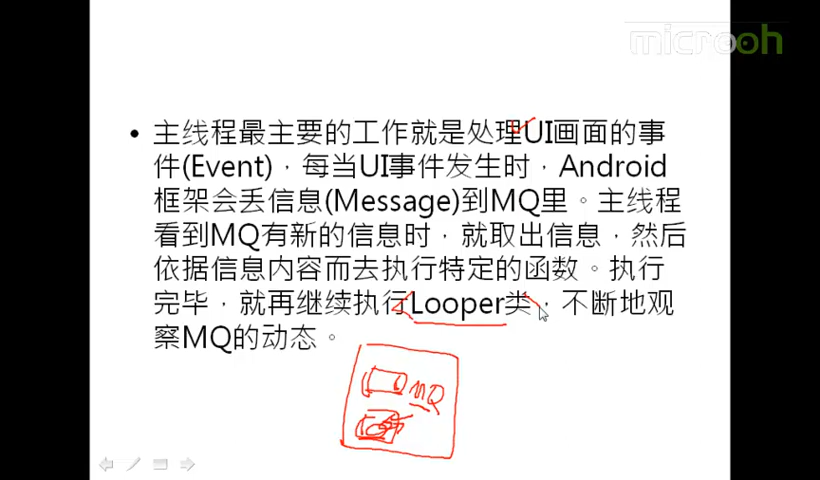 microoh
• 主线程最主要的工作就是处理UI画面的事
件(Event)，每当UI事件发生时，Android
框架会丢信息(Message)到MQ里。主线程
看到MQ有新的信息时，就取出信息，然后
依据信息内容而去执行特定的函数。执行
完毕，就再继续执行Looper类，不断地观
察MQ的动态。
MQ